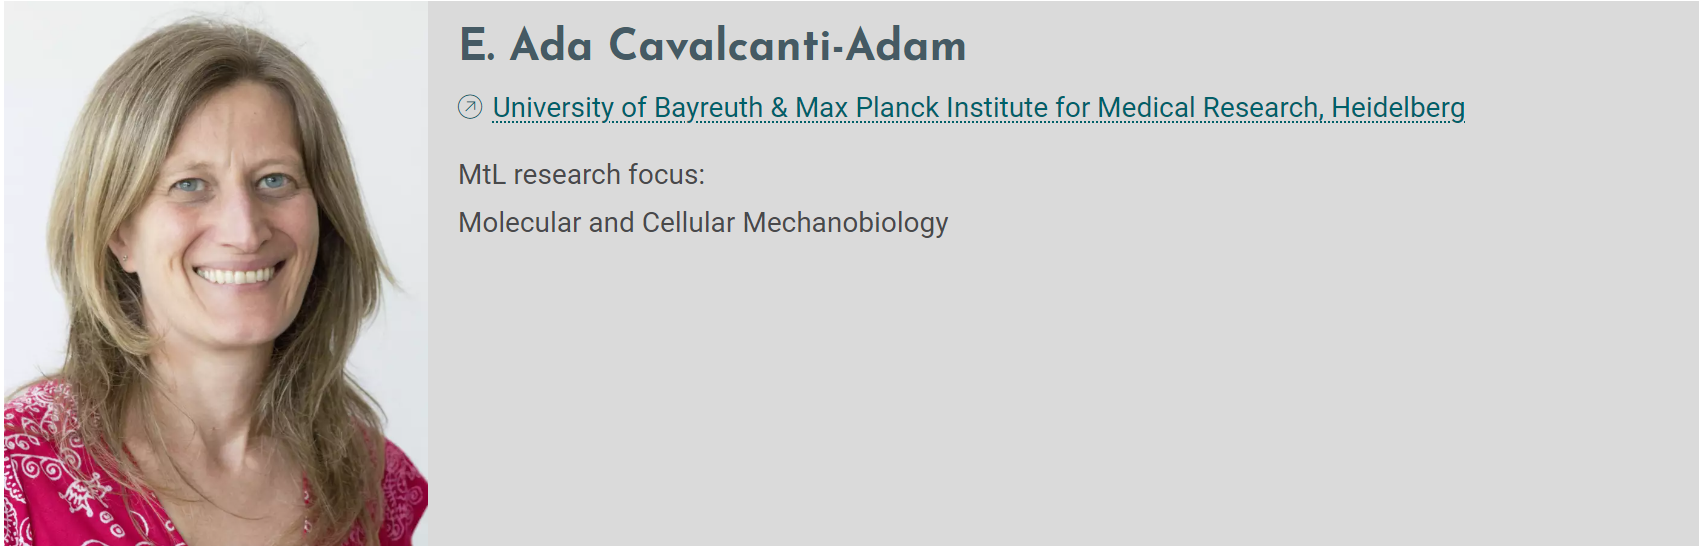 E. Ada Cavalcanti-Adam
University of Bayreuth & Max Planck Institute for Medical Research, Heidelberg
MtL research focus:
Molecular and Cellular Mechanobiology